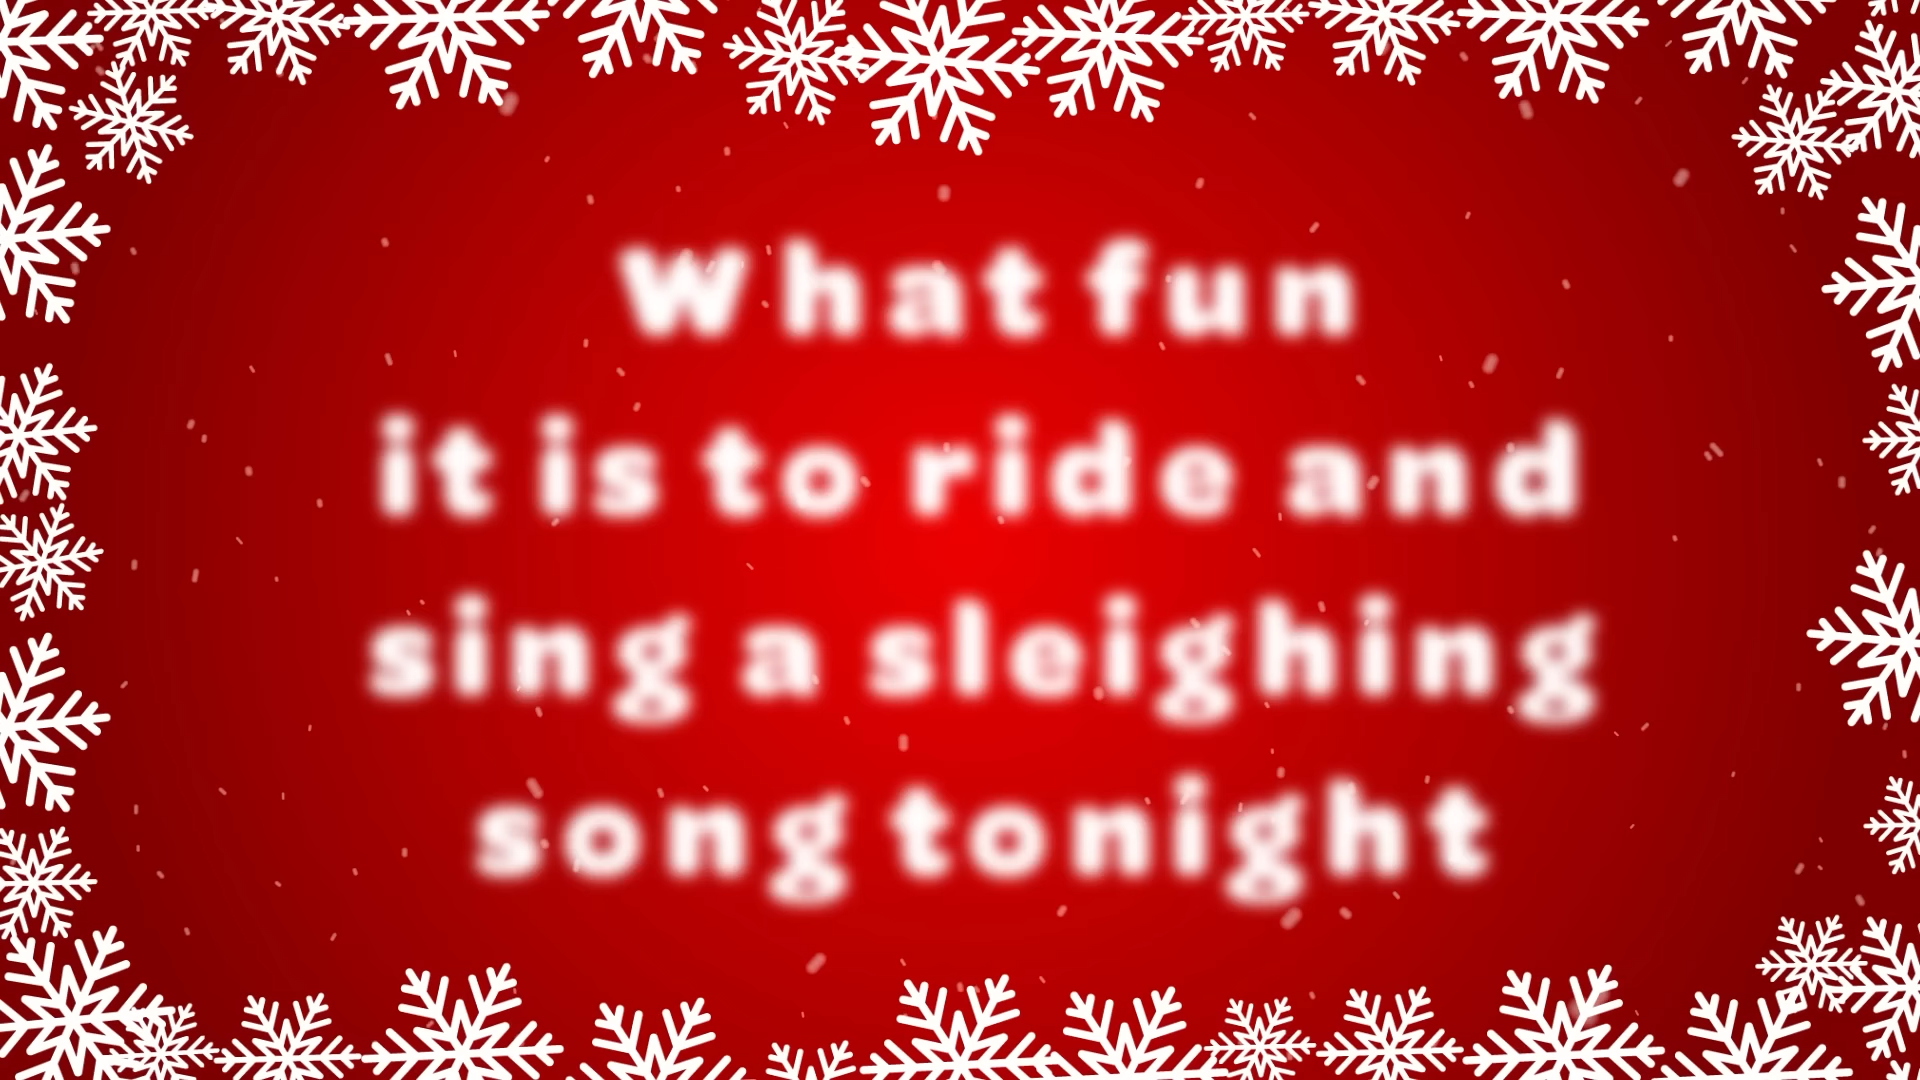 What fun
it is to ride and
sing a sleighing
song tonight